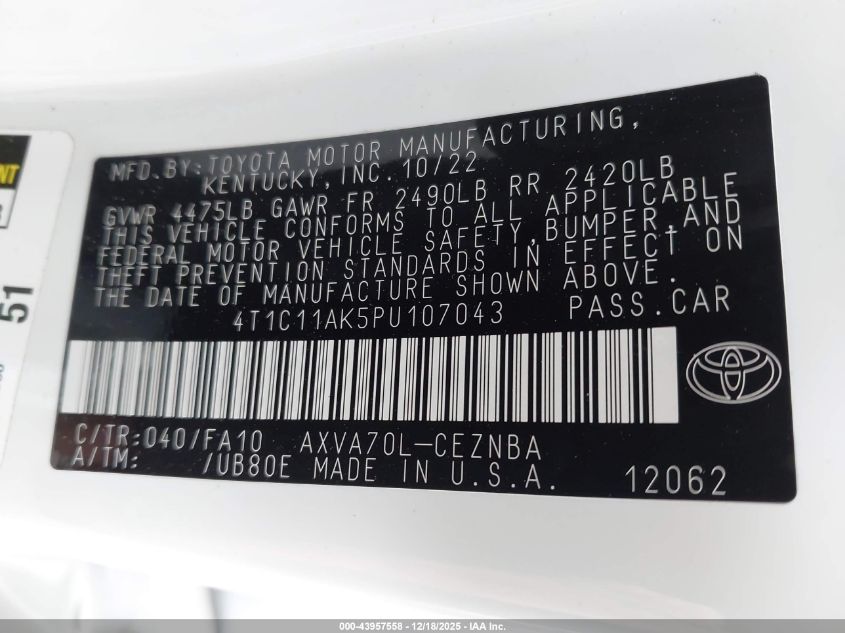 MFD.BY:TOYOTA MOTOR MANUFACTURING,
KENTUCKY,INC.10/22
GVWR 4475LB GAWR FR 2490LB RR 2420LB
THIS VEHICLE CONFORMS TO ALL APPLICABLE
FEDERAL MOTOR VEHICLE SAFETY,BUMPER,AND
THEFT PREVENTION STANDARDS IN EFFECT ON
THE DATE OF MANUFACTURE SHOWN ABOVE.
4T1C11AK5PU107043 PASS.CAR
C/TR:040/FA10 AXVA70L-CEZNBA
A/TM: /UB80E MADE IN U.S.A. 12062
51
000-43957558 - 12/18/2025 - IAA Inc.